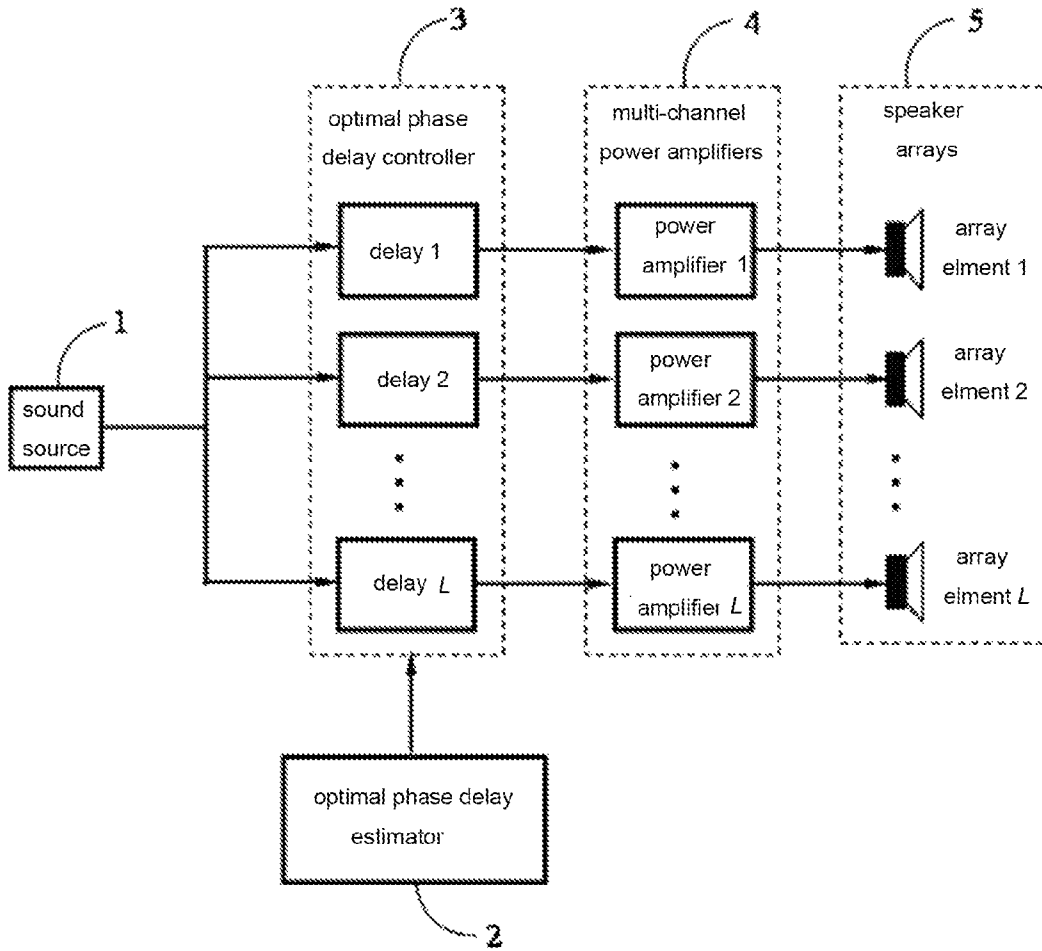 3
4
5
optimal phase
delay controller
multi-channel
power amplifiers
speaker
arrays
delay 1
power
amplifier 1
array
elment 1
1
sound
source
delay 2
power
amplifier 2
array
elment 2
delay L
power
amplifier L
array
elment L
optimal phase delay
estimator
2